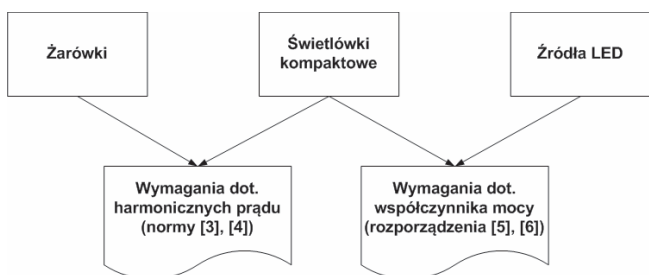 Żarówki
Świetlówki
kompaktowe
Źródła LED
Wymagania dot.
harmonicznych prądu
(normy [3], [4])
Wymagania dot.
współczynnika mocy
(rozporządzenia [5], [6])